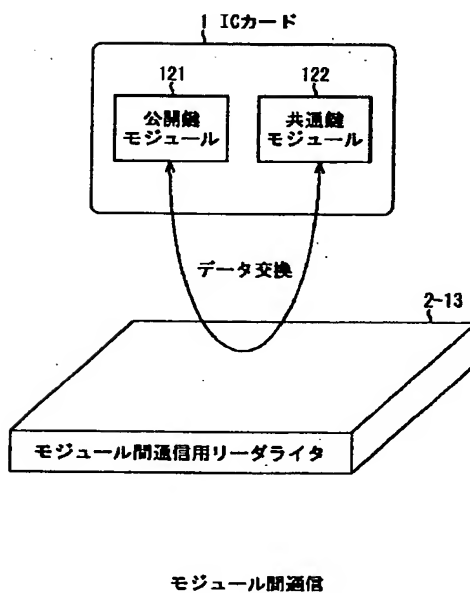 1 ICカード
121
122
公開鍵
モジュール
共通鍵
モジュール
データ交換
2-13
モジュール間通信用リーダライタ
モジュール間通信